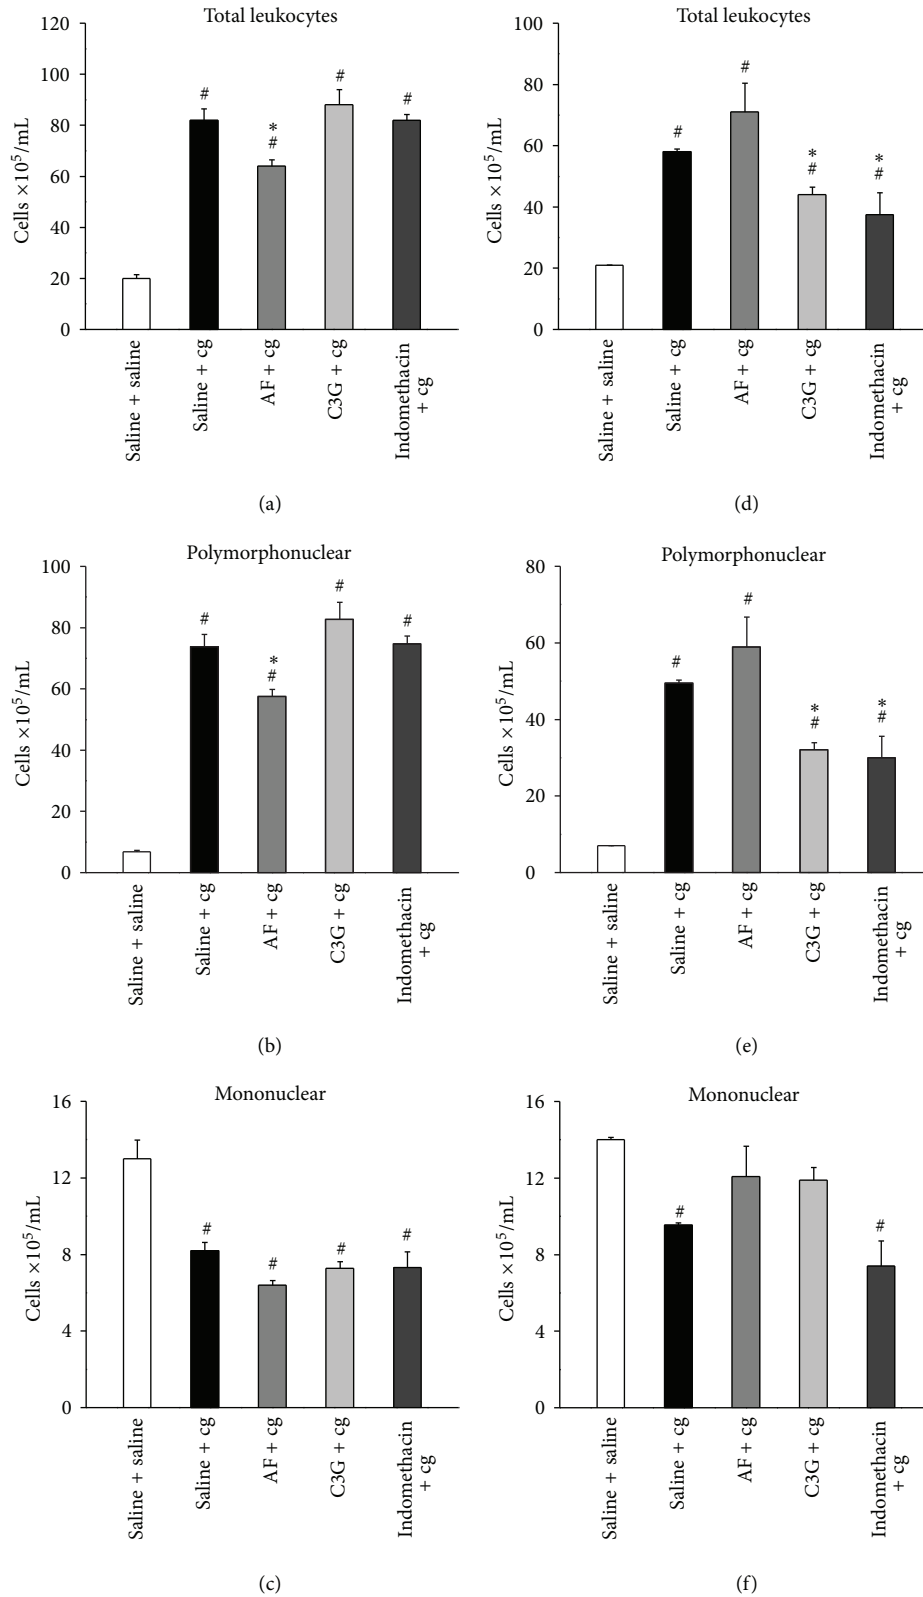 Total leukocytes
120
100
80
60
40
20
0
Cells ×10⁵/mL
#
*
#
#
#
Saline + saline
Saline + cg
AF + cg
C3G + cg
Indomethacin
+ cg
(a)
Total leukocytes
100
80
60
40
20
0
Cells ×10⁵/mL
#
#
*
#
*
#
Saline + saline
Saline + cg
AF + cg
C3G + cg
Indomethacin
+ cg
(d)
Polymorphonuclear
100
80
60
40
20
0
Cells ×10⁵/mL
#
*
#
#
#
Saline + saline
Saline + cg
AF + cg
C3G + cg
Indomethacin
+ cg
(b)
Polymorphonuclear
80
60
40
20
0
Cells ×10⁵/mL
#
#
*
#
*
#
Saline + saline
Saline + cg
AF + cg
C3G + cg
Indomethacin
+ cg
(e)
Mononuclear
16
12
8
4
0
Cells ×10⁵/mL
#
#
#
#
Saline + saline
Saline + cg
AF + cg
C3G + cg
Indomethacin
+ cg
(c)
Mononuclear
16
12
8
4
0
Cells ×10⁵/mL
#
#
Saline + saline
Saline + cg
AF + cg
C3G + cg
Indomethacin
+ cg
(f)